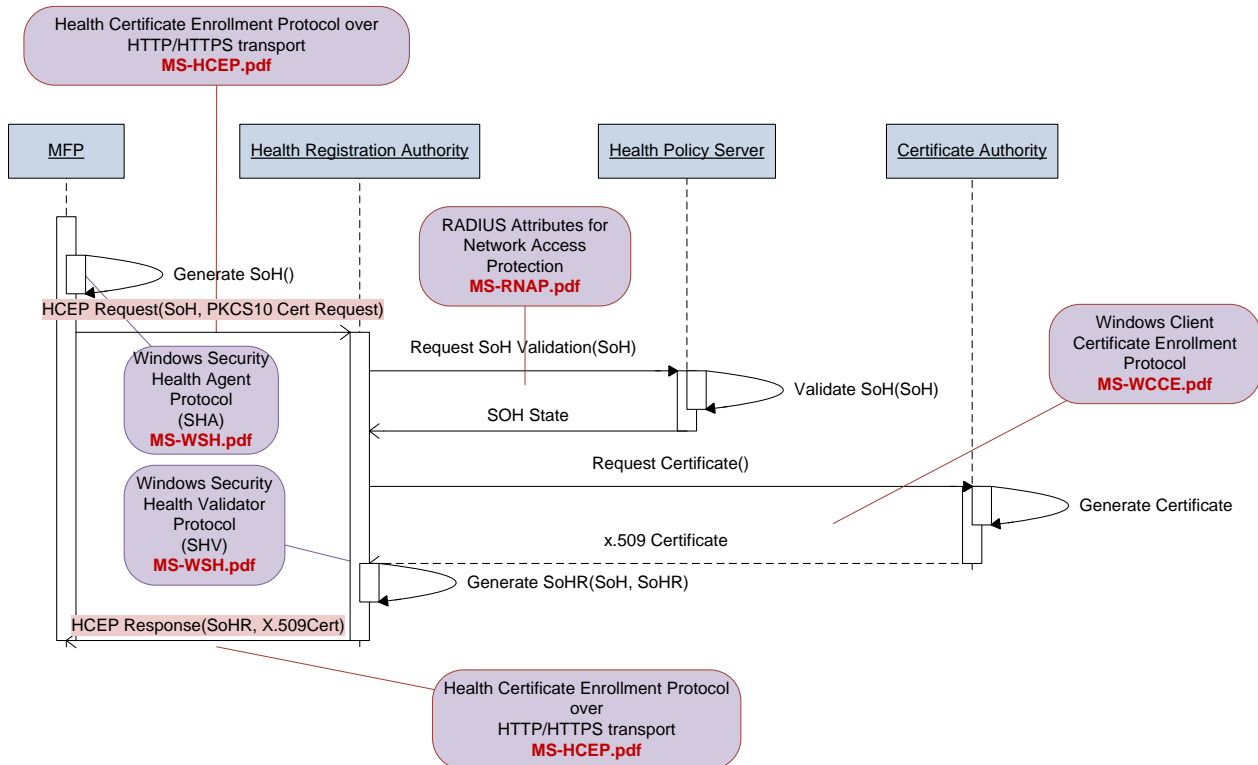 Health Certificate Enrollment Protocol over
HTTP/HTTPS transport
MS-HCEP.pdf
MFP
Health Registration Authority
Health Policy Server
Certificate Authority
RADIUS Attributes for
Network Access
Protection
MS-RNAP.pdf
Generate SoH()
HCEP Request(SoH, PKCS10 Cert Request)
Windows Client
Certificate Enrollment
Protocol
MS-WCCE.pdf
Windows Security
Health Agent
Protocol
(SHA)
MS-WSH.pdf
Request SoH Validation(SoH)
Validate SoH(SoH)
SOH State
Request Certificate()
Windows Security
Health Validator
Protocol
(SHV)
MS-WSH.pdf
Generate Certificate
x.509 Certificate
Generate SoHR(SoH, SoHR)
HCEP Response(SoHR, X.509Cert)
Health Certificate Enrollment Protocol
over
HTTP/HTTPS transport
MS-HCEP.pdf